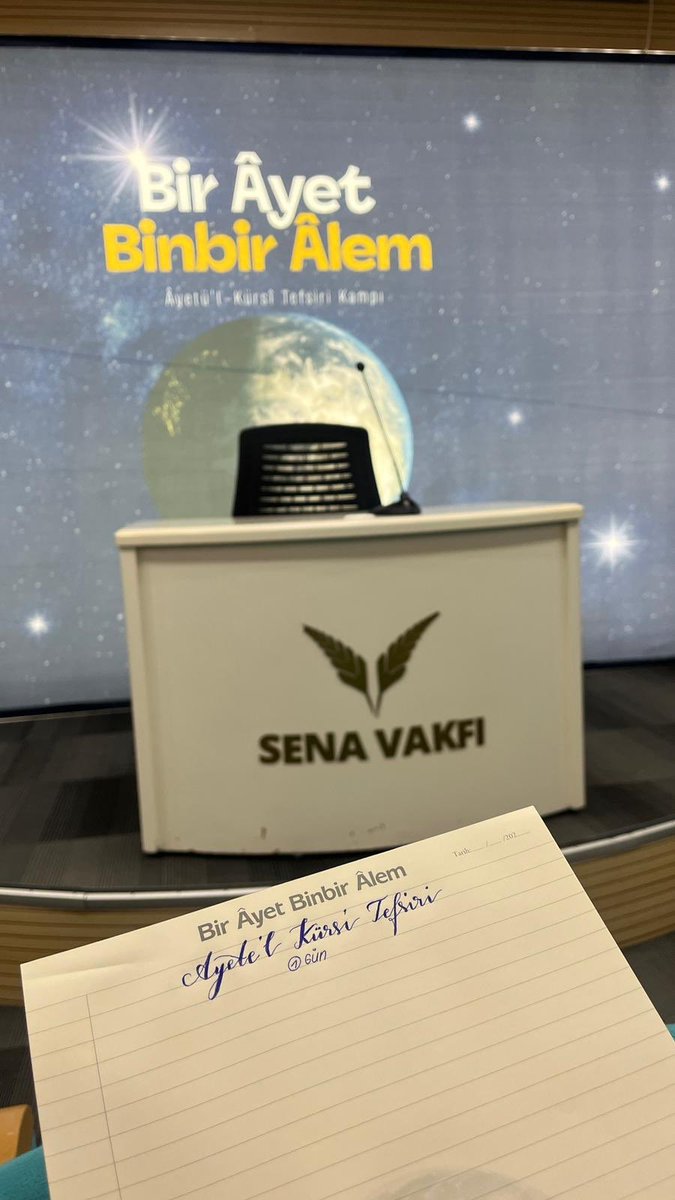 Bir Âyet
Binbir Âlem
Âyetü'l-Kürsî Tefsiri Kampı
SENA VAKFI
Tarih: ...../...../202.....
Bir Âyet Binbir Âlem
Ayete'l Kürsi Tefsiri
1 Gün